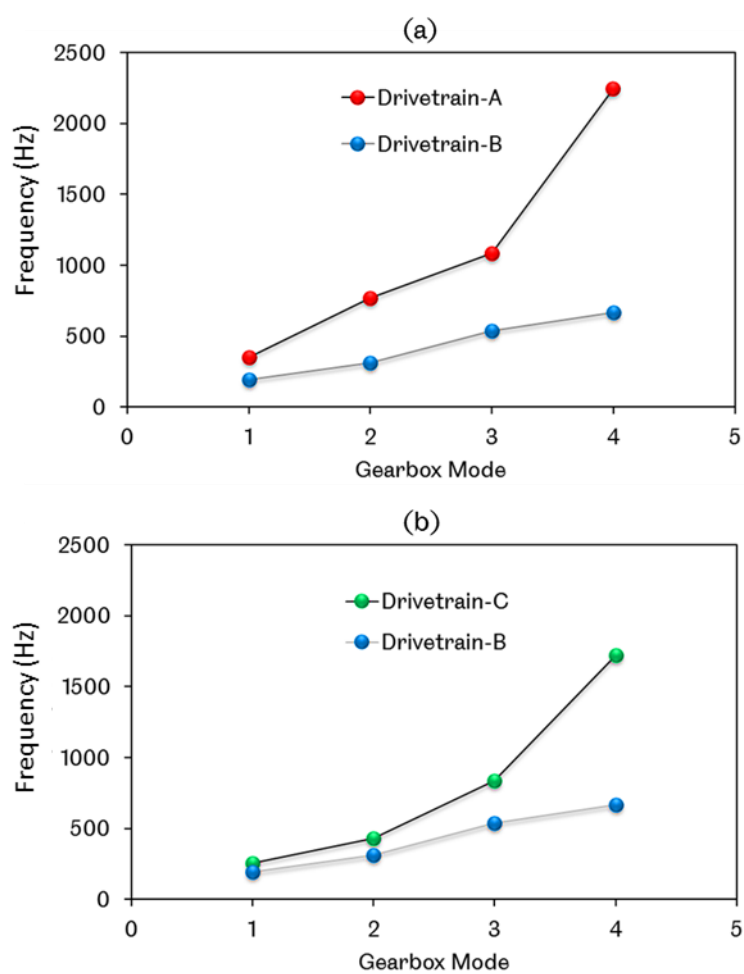 (a)
2500
2000
1500
1000
500
0
Frequency (Hz)
Drivetrain-A
Drivetrain-B
0 1 2 3 4 5
Gearbox Mode
(b)
2500
2000
1500
1000
500
0
Frequency (Hz)
Drivetrain-C
Drivetrain-B
0 1 2 3 4 5
Gearbox Mode